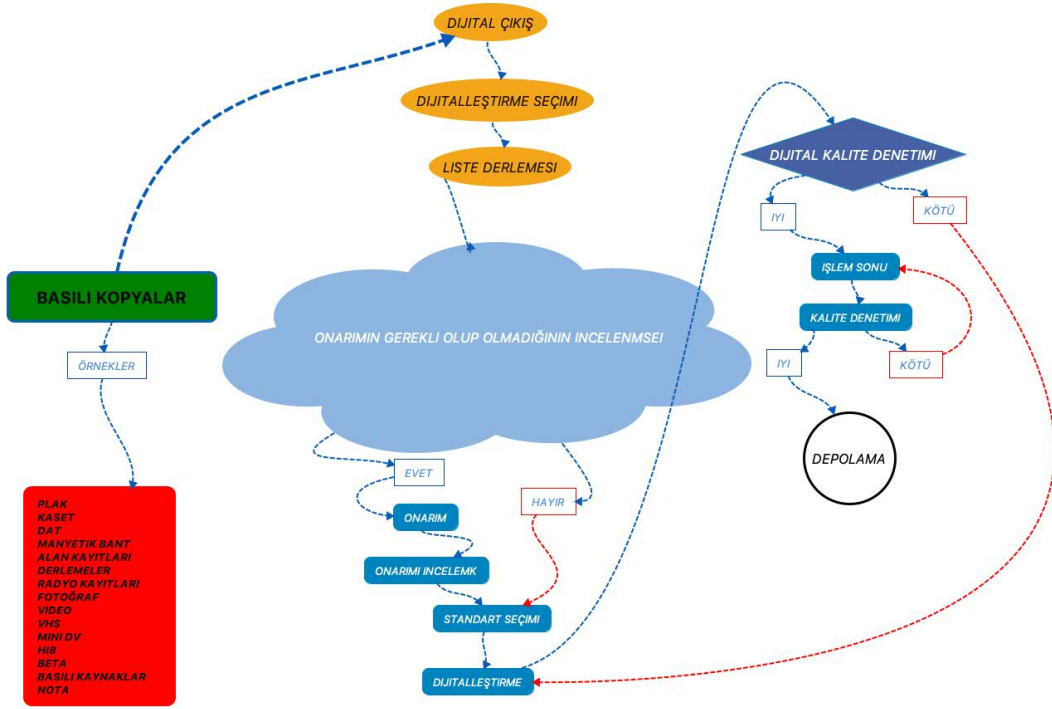 DIJITAL ÇIKIŞ
DIJITALLEŞTIRME SEÇIMI
LISTE DERLEMESI
BASILI KOPYALAR
ÖRNEKLER
PLAK
KASET
DAT
MANYETIK BANT
ALAN KAYITLARI
DERLEMELER
RADYO KAYITLARI
FOTOĞRAF
VIDEO
VHS
MINI DV
HI8
BETA
BASILI KAYNAKLAR
NOTA
ONARIMIN GEREKLI OLUP OLMADIĞININ INCELENMSEI
EVET
HAYIR
ONARIM
ONARIMI INCELEMK
STANDART SEÇIMI
DIJITALLEŞTIRME
DIJITAL KALITE DENETIMI
IYI
KÖTÜ
IŞLEM SONU
KALITE DENETIMI
IYI
KÖTÜ
DEPOLAMA